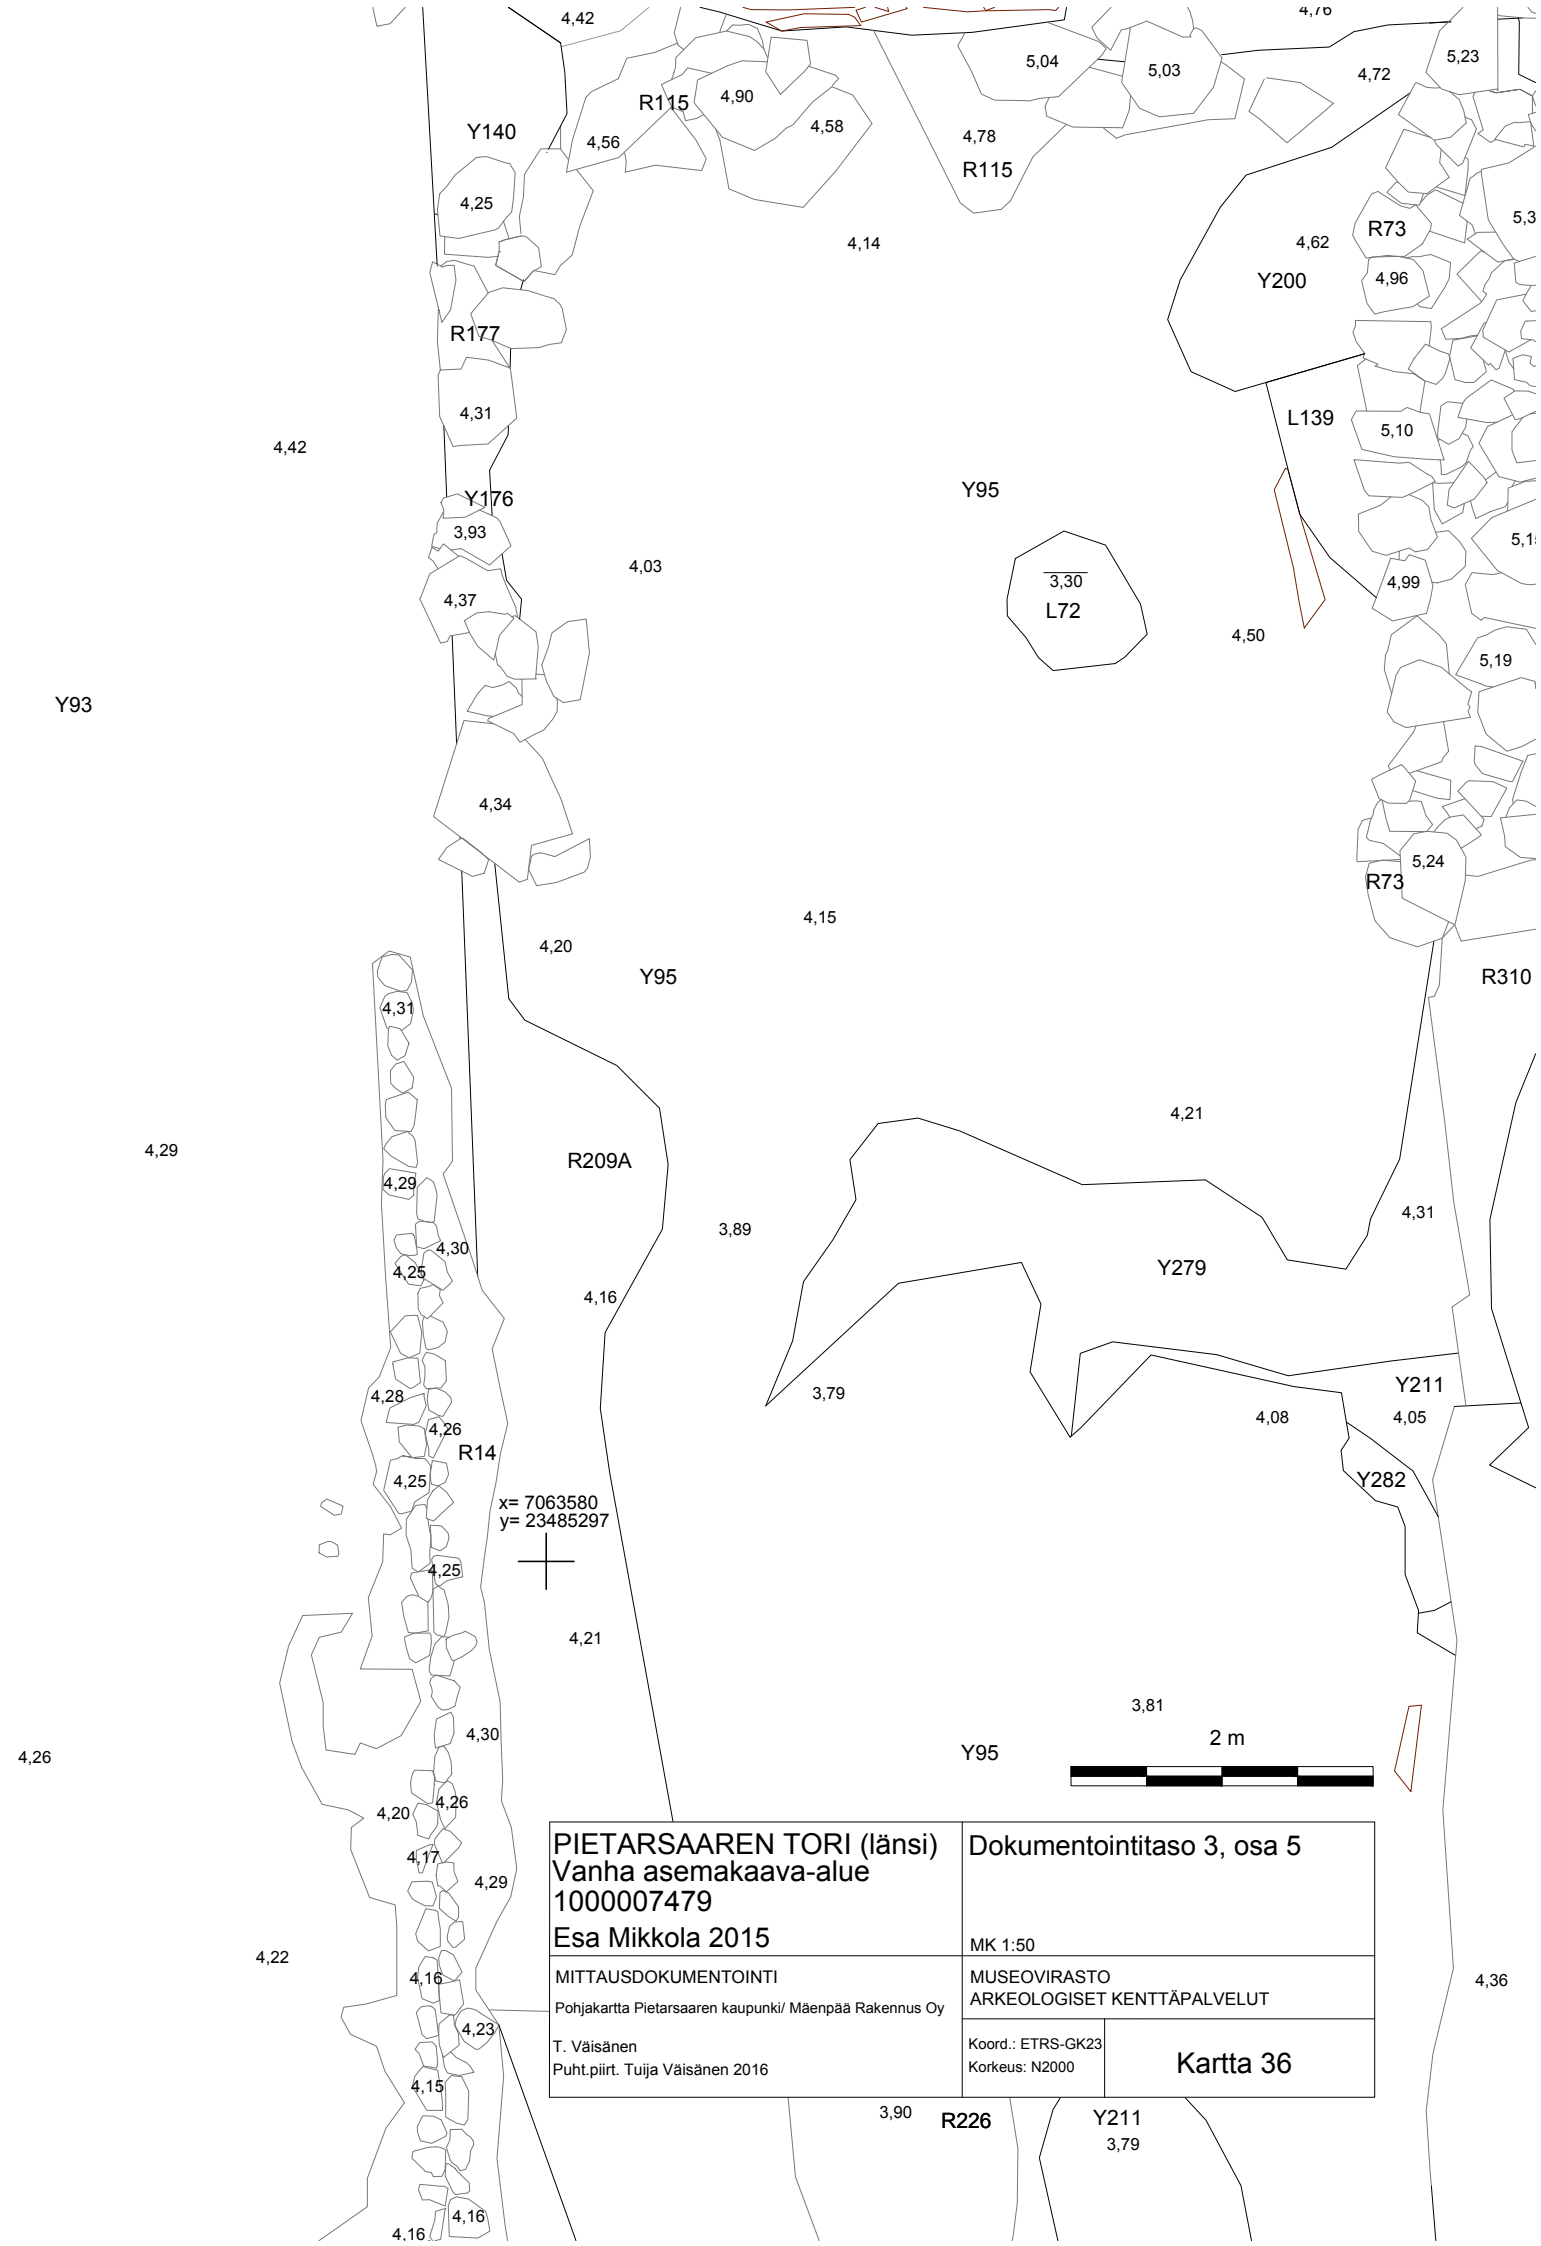 4,42
4,76
5,04
5,03
5,23
4,72
R115
4,90
4,58
Y140
4,56
4,78
R115
4,25
4,14
4,62
R73
5,3
Y200
4,96
R177
4,31
L139
5,10
4,42
Y95
Y176
3,93
5,15
4,03
3,30
L72
4,99
4,37
4,50
5,19
Y93
4,34
5,24
R73
4,15
4,20
Y95
R310
4,31
4,21
4,29
R209A
4,29
4,31
3,89
4,30
4,25
Y279
4,16
4,28
3,79
Y211
4,08
4,05
4,26
R14
4,25
Y282
x= 7063580
y= 23485297
4,25
4,21
3,81
4,30
2 m
4,26
Y95
4,26
4,20
4,17
4,29
PIETARSAAREN TORI (länsi)
Vanha asemakaava-alue
1000007479
Esa Mikkola 2015
Dokumentointitaso 3, osa 5
MK 1:50
4,22
4,16
4,36
MITTAUSDOKUMENTOINTI
Pohjakartta Pietarsaaren kaupunki/ Mäenpää Rakennus Oy
T. Väisänen
Puht.piirt. Tuija Väisänen 2016
MUSEOVIRASTO
ARKEOLOGISET KENTTÄPALVELUT
Koord.: ETRS-GK23
Korkeus: N2000
Kartta 36
4,23
4,15
3,90
R226
Y211
3,79
4,16
4,16